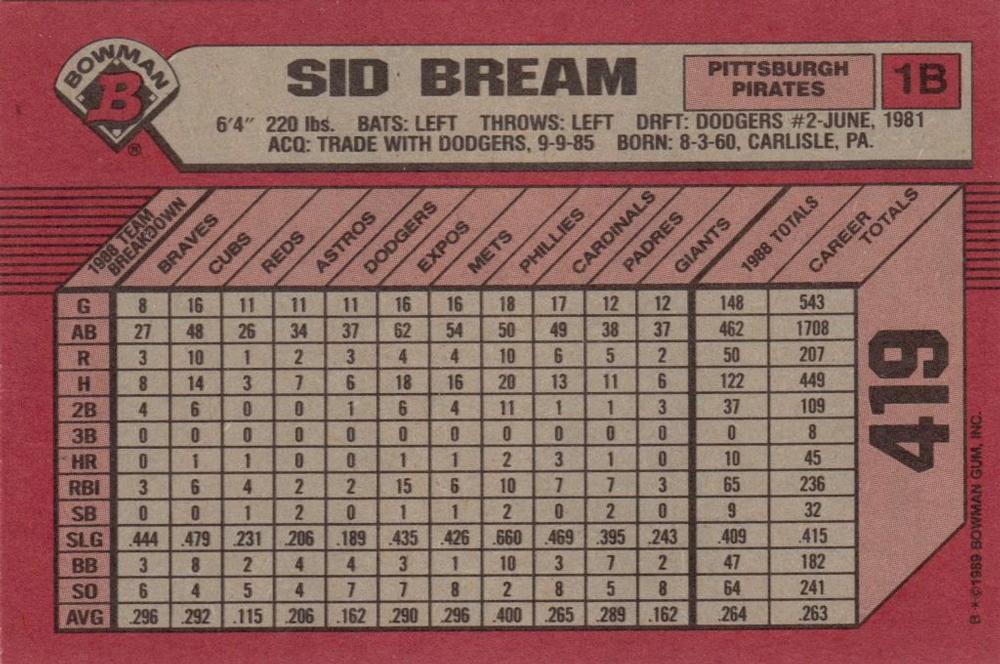 BOWMAN
B
®
SID BREAM
PITTSBURGH
PIRATES
1B
6'4" 220 lbs. BATS: LEFT THROWS: LEFT DRFT: DODGERS #2-JUNE, 1981
ACQ: TRADE WITH DODGERS, 9-9-85 BORN: 8-3-60, CARLISLE, PA.
1988 TEAM BREAKDOWN BRAVES CUBS REDS ASTROS DODGERS EXPOS METS PHILLIES CARDINALS PADRES GIANTS 1988 TOTALS CAREER TOTALS
G 8 16 11 11 11 16 16 18 17 12 12 148 543
AB 27 48 26 34 37 62 54 50 49 38 37 462 1708
R 3 10 1 2 3 4 4 10 6 5 2 50 207
H 8 14 3 7 6 18 16 20 13 11 6 122 449
2B 4 6 0 0 1 6 4 11 1 1 3 37 109
3B 0 0 0 0 0 0 0 0 0 0 0 0 8
HR 0 1 1 0 0 1 1 2 3 1 0 10 45
RBI 3 6 4 2 2 15 6 10 7 7 3 65 236
SB 0 0 1 2 0 1 1 2 0 2 0 9 32
SLG .444 .479 .231 .206 .189 .435 .426 .660 .469 .395 .243 .409 .415
BB 3 8 2 4 4 3 1 10 3 7 2 47 182
SO 6 4 5 4 7 7 8 2 8 5 8 64 241
AVG .296 .292 .115 .206 .162 .290 .296 .400 .265 .289 .162 .264 .263
419
B * ©1989 BOWMAN GUM, INC.